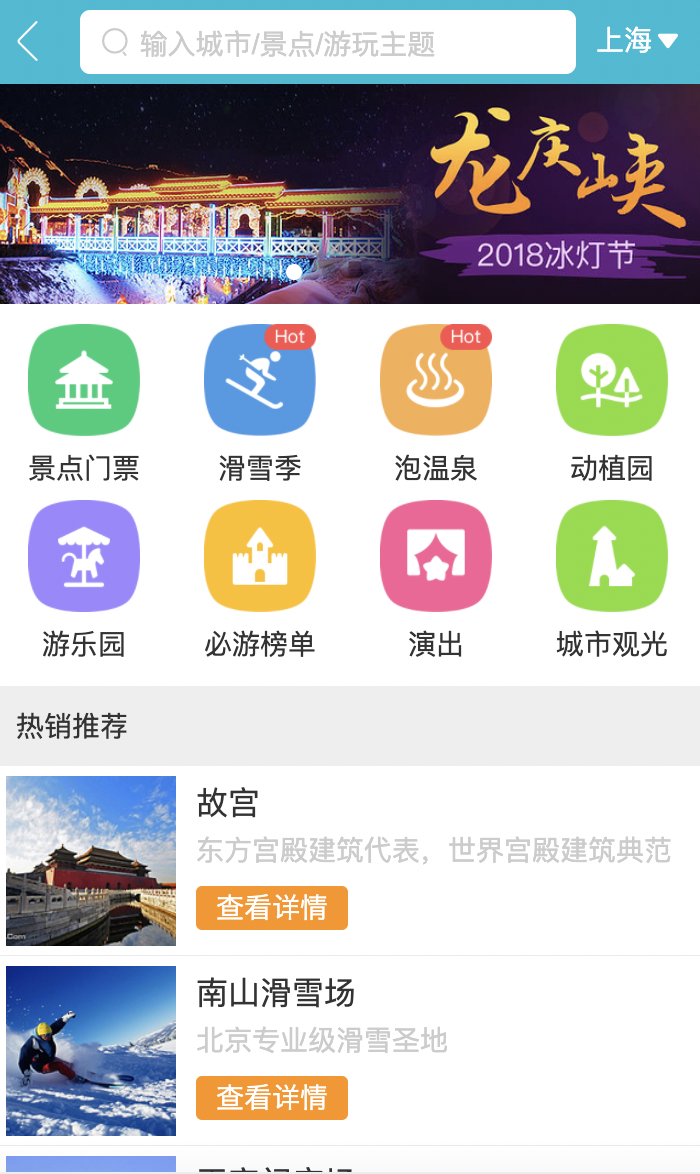 输入城市/景点/游玩主题
上海
龙庆峡
2018冰灯节
Hot
Hot
景点门票
滑雪季
泡温泉
动植园
游乐园
必游榜单
演出
城市观光
热销推荐
故宫
东方宫殿建筑代表，世界宫殿建筑典范
查看详情
南山滑雪场
北京专业级滑雪圣地
查看详情